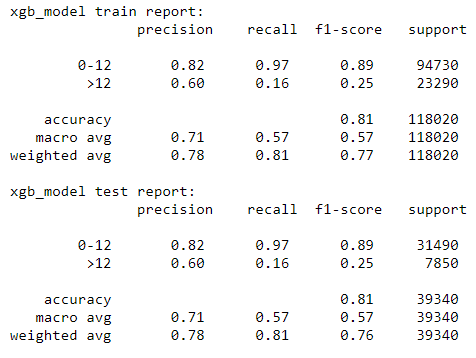 xgb_model train report:
precision recall f1-score support
0-12 0.82 0.97 0.89 94730
>12 0.60 0.16 0.25 23290
accuracy 0.81 118020
macro avg 0.71 0.57 0.57 118020
weighted avg 0.78 0.81 0.77 118020
xgb_model test report:
precision recall f1-score support
0-12 0.82 0.97 0.89 31490
>12 0.60 0.16 0.25 7850
accuracy 0.81 39340
macro avg 0.71 0.57 0.57 39340
weighted avg 0.78 0.81 0.76 39340